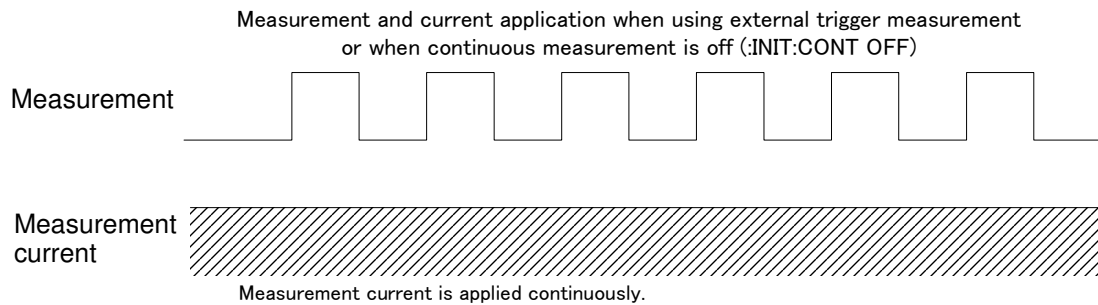 Measurement and current application when using external trigger measurement
or when continuous measurement is off (:INIT:CONT OFF)
Measurement
Measurement
current
Measurement current is applied continuously.